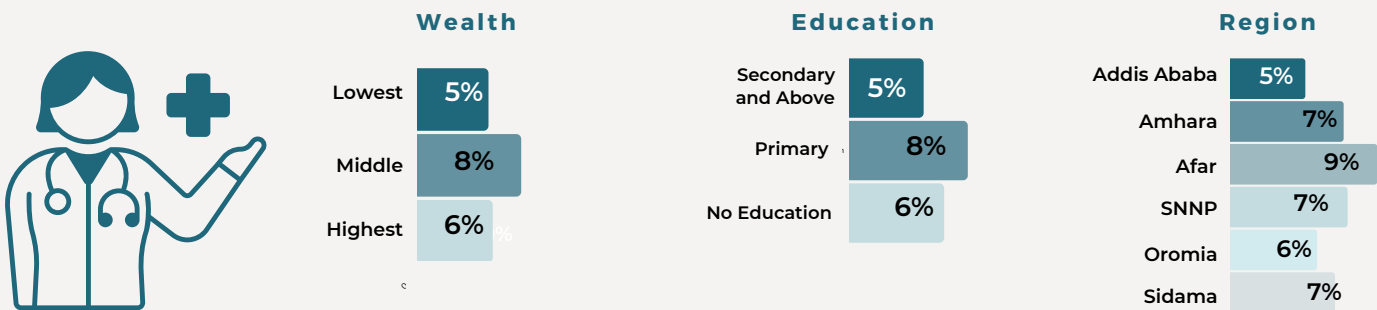 Wealth
Lowest 5%
Middle 8%
Highest 6%
%
Education
Secondary
and Above 5%
Primary 8%
No Education 6%
Region
Addis Ababa 5%
Amhara 7%
Afar 9%
SNNP 7%
Oromia 6%
Sidama 7%